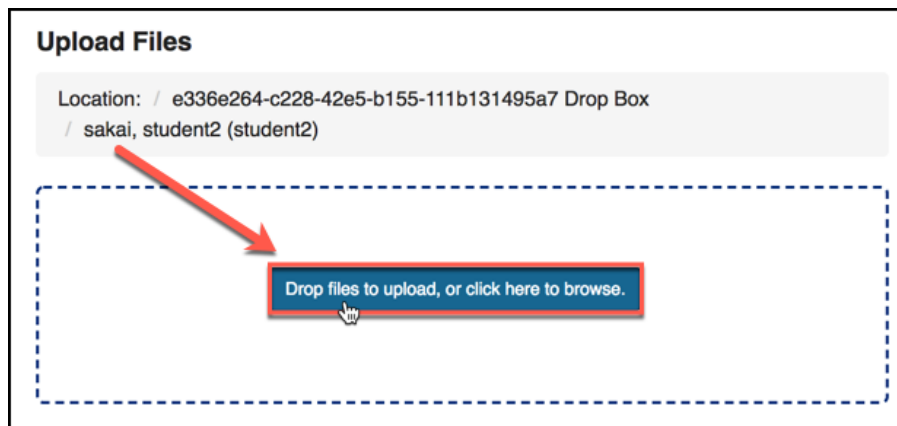 Upload Files
Location: / e336e264-c228-42e5-b155-111b131495a7 Drop Box
/ sakai, student2 (student2)
Drop files to upload, or click here to browse.